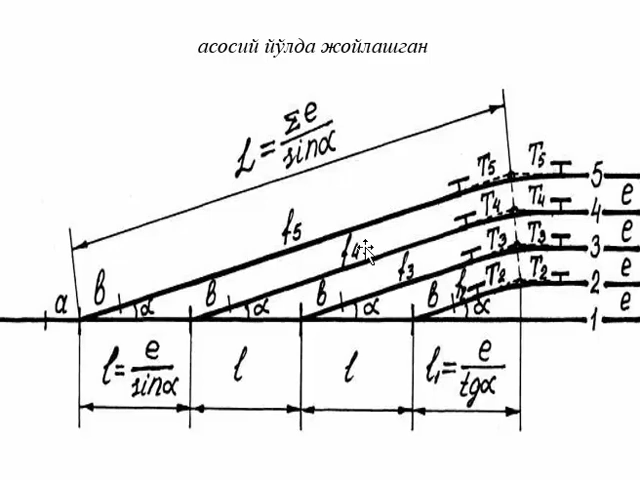 асосий йўлда жойлашган
L = Σe / sinα
T₅ T₅ 5
e
T₄ T₄ 4
f₅
e
f₄ T₃ T₃ 3
f₃
e
T₂ T₂ 2
a в α в α в α в f₂ α
e
1
l = e / sinα l l l₁ = e / tgα